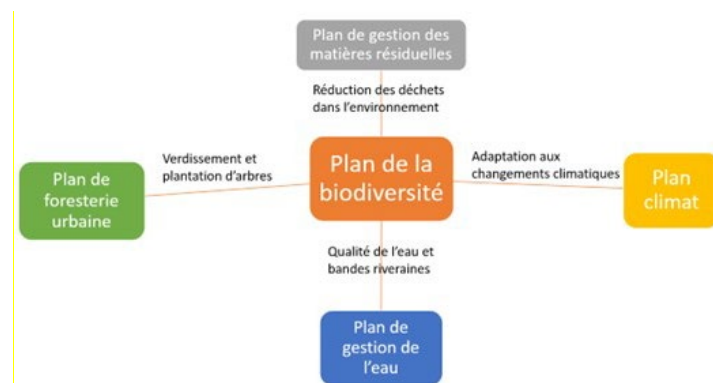 Plan de gestion des
matières résiduelles
Réduction des déchets
dans l'environnement
Verdissement et
plantation d'arbres
Plan de
foresterie
urbaine
Plan de la
biodiversité
Adaptation aux
changements climatiques
Plan
climat
Qualité de l'eau et
bandes riveraines
Plan de
gestion de
l'eau